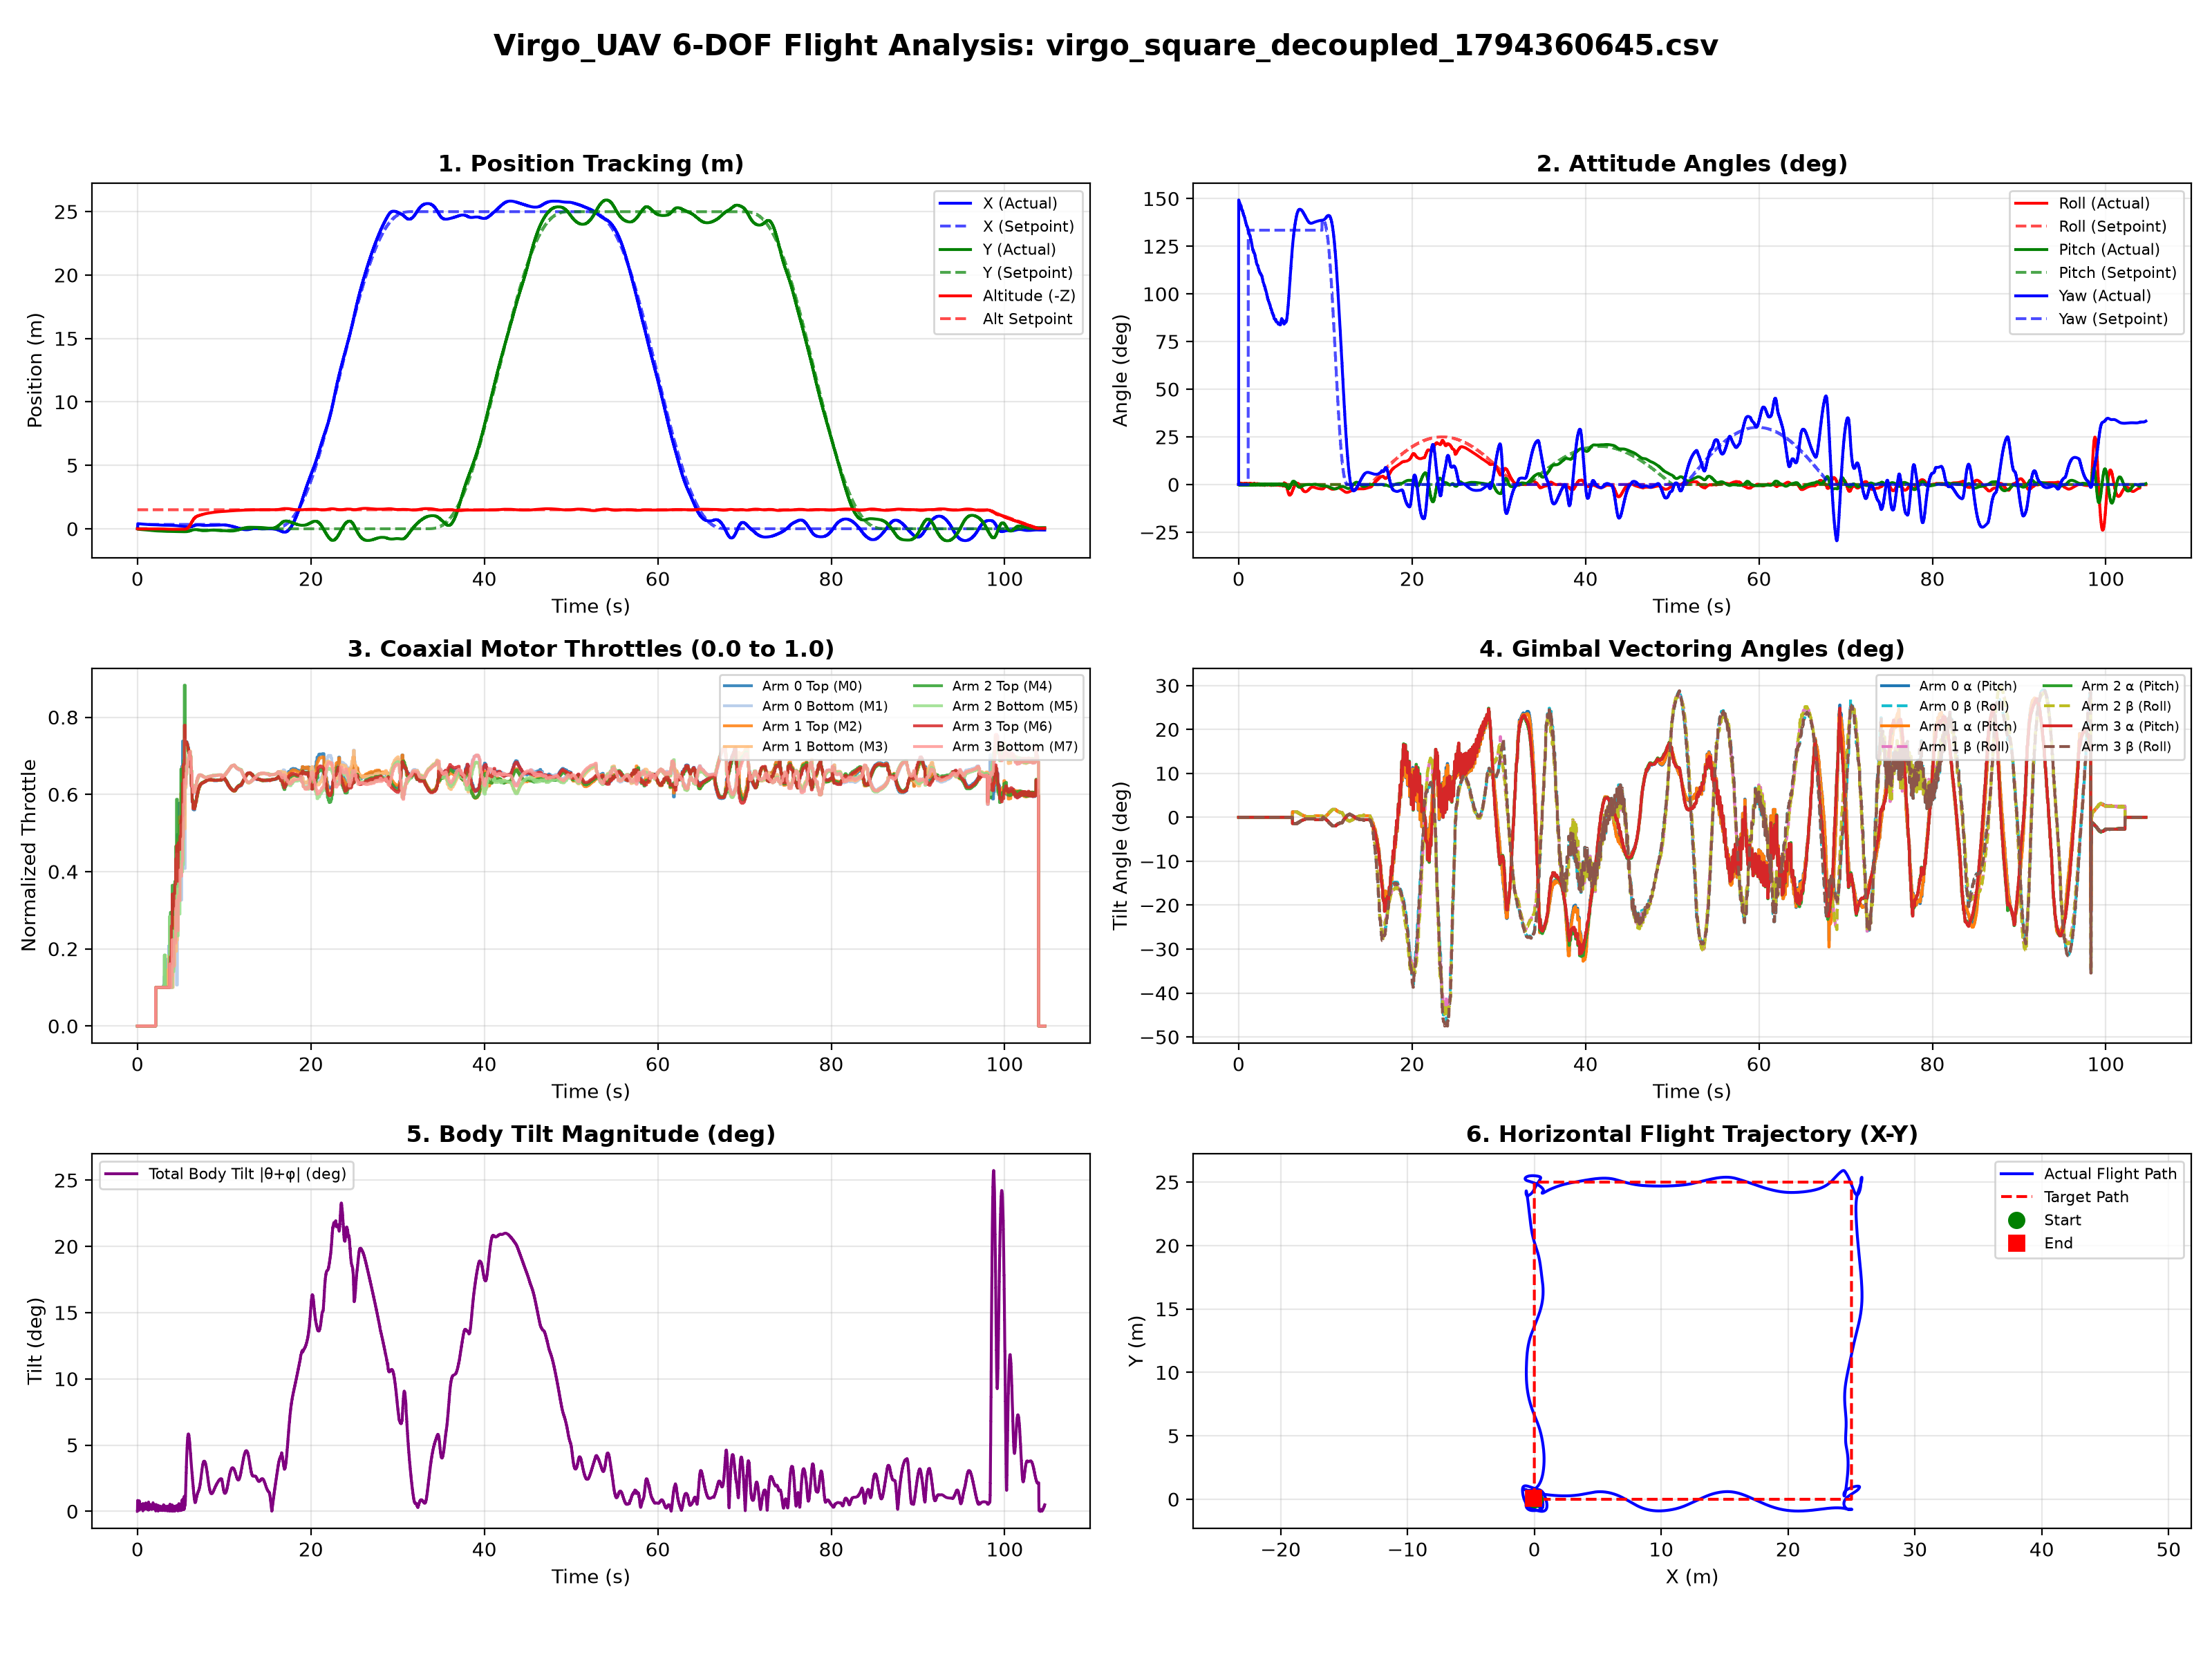 Virgo_UAV 6-DOF Flight Analysis: virgo_square_decoupled_1794360645.csv
1. Position Tracking (m)
Position (m)
25
20
15
10
5
0
X (Actual)
X (Setpoint)
Y (Actual)
Y (Setpoint)
Altitude (-Z)
Alt Setpoint
0 20 40 60 80 100
Time (s)
2. Attitude Angles (deg)
Angle (deg)
150
125
100
75
50
25
0
−25
Roll (Actual)
Roll (Setpoint)
Pitch (Actual)
Pitch (Setpoint)
Yaw (Actual)
Yaw (Setpoint)
0 20 40 60 80 100
Time (s)
3. Coaxial Motor Throttles (0.0 to 1.0)
Normalized Throttle
0.8
0.6
0.4
0.2
0.0
Arm 0 Top (M0)
Arm 0 Bottom (M1)
Arm 1 Top (M2)
Arm 1 Bottom (M3)
Arm 2 Top (M4)
Arm 2 Bottom (M5)
Arm 3 Top (M6)
Arm 3 Bottom (M7)
0 20 40 60 80 100
Time (s)
4. Gimbal Vectoring Angles (deg)
Tilt Angle (deg)
30
20
10
0
−10
−20
−30
−40
−50
Arm 0 α (Pitch)
Arm 0 β (Roll)
Arm 1 α (Pitch)
Arm 1 β (Roll)
Arm 2 α (Pitch)
Arm 2 β (Roll)
Arm 3 α (Pitch)
Arm 3 β (Roll)
0 20 40 60 80 100
Time (s)
5. Body Tilt Magnitude (deg)
Tilt (deg)
25
20
15
10
5
0
Total Body Tilt |θ+φ| (deg)
0 20 40 60 80 100
Time (s)
6. Horizontal Flight Trajectory (X-Y)
Y (m)
25
20
15
10
5
0
Actual Flight Path
Target Path
Start
End
−20 −10 0 10 20 30 40 50
X (m)